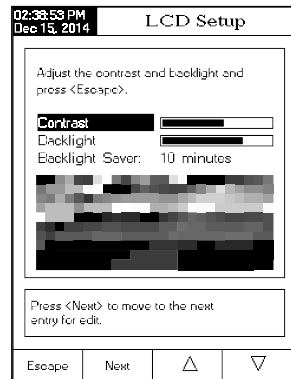 02:38:53 PM
Dec 15, 2014
LCD Setup
Adjust the contrast and backlight and
press <Escape>.
Contrast
Backlight
Backlight Saver: 10 minutes
Press <Next> to move to the next
entry for edit.
Escape Next △ ▽